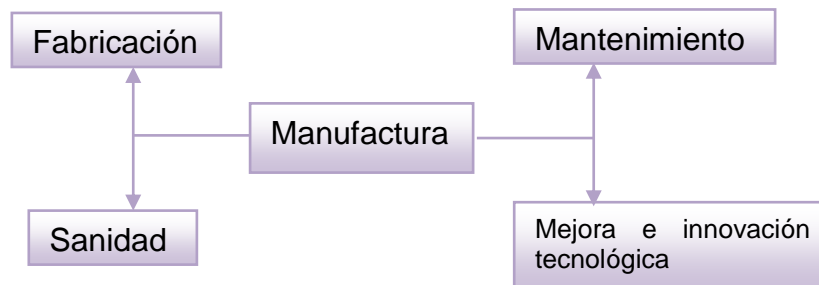 Fabricación
Mantenimiento
Manufactura
Sanidad
Mejora e innovación
tecnológica